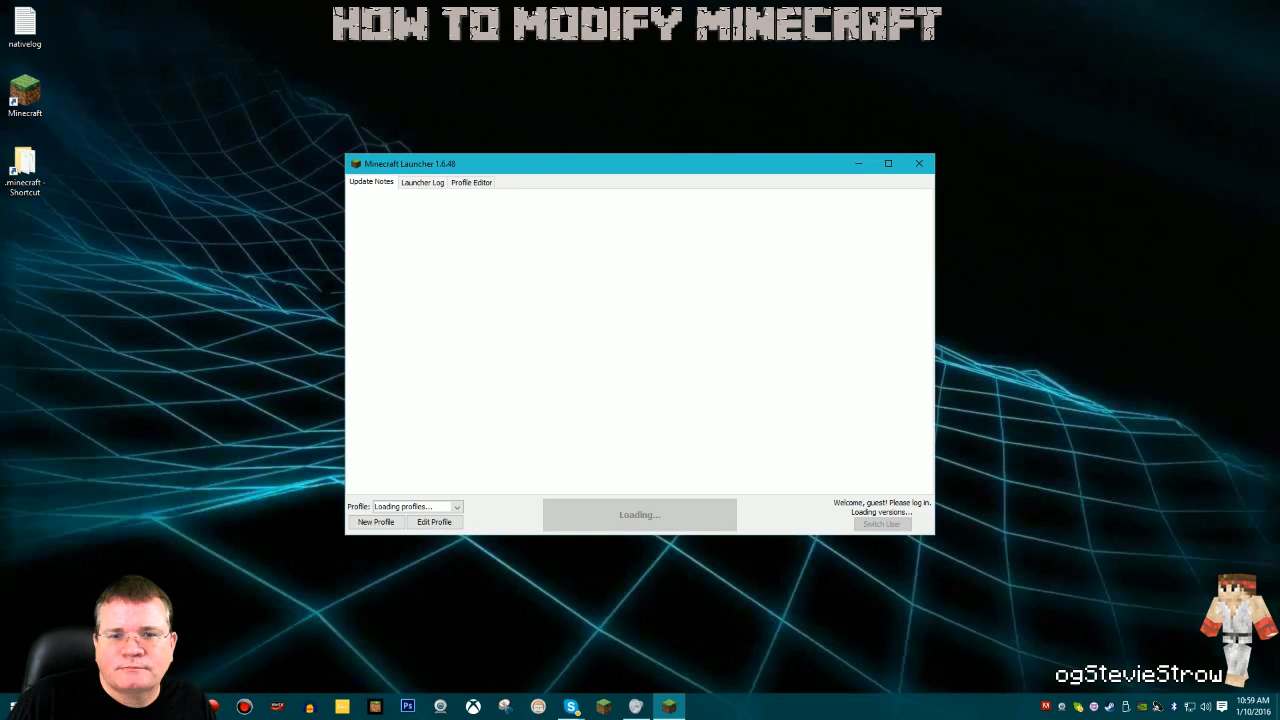 HOW TO MODIFY MINECRAFT
nativelog
Minecraft
.minecraft -
Shortcut
Minecraft Launcher 1.6.48
Update Notes
Launcher Log
Profile Editor
Profile:
Loading profiles...
New Profile
Edit Profile
Loading...
Welcome, guest! Please log in.
Loading versions...
Switch User
ogStevieStrow
Ps
10:59 AM
1/10/2016